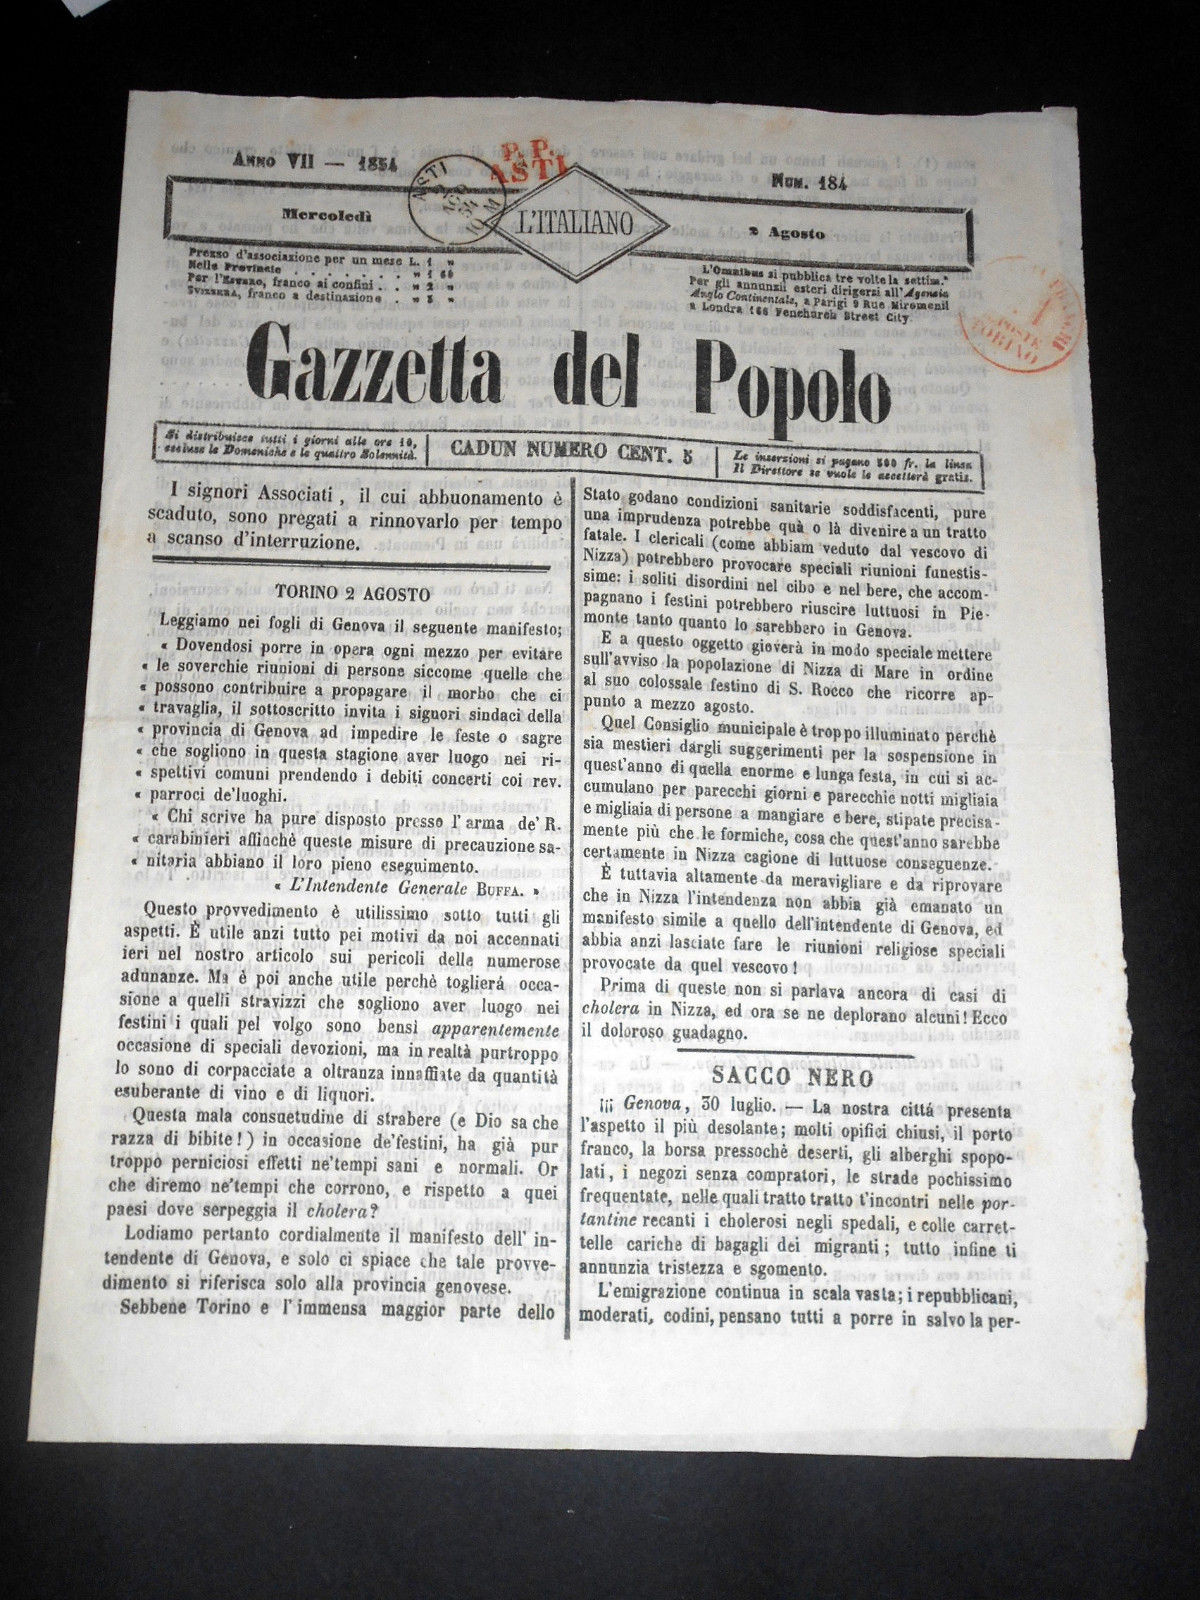 Anno VII — 1854
P. P.
ASTI
ASTI
AGO
54
10 M
Num. 184
Mercoledì
L'ITALIANO
2 Agosto
Prezzo d'associazione per un mese L. 1 »
Nelle Provincie . . . . . . . . » 1 60
Per l'Estero, franco ai confini . . » 2 »
Svizzera, franco a destinazione . » 3 »
L'Omnibus si pubblica tre volte la settim.ª
Per gli annunzii esteri dirigersi all'Agenzia
Anglo Continentale, a Parigi 9 Rue Miromenil
a Londra 166 Fenchurch Street City.
1
POSTE
TORINO
Gazzetta del Popolo
Si distribuisce tutti i giorni alle ore 10,
escluse le Domeniche e le quattro Solennità.
CADUN NUMERO CENT. 5
Le inserzioni si pagano 500 fr. la linea
Il Direttore se vuole le accetterà gratis.
I signori Associati, il cui abbuonamento è
scaduto, sono pregati a rinnovarlo per tempo
a scanso d'interruzione.
TORINO 2 AGOSTO
Leggiamo nei fogli di Genova il seguente manifesto;
« Dovendosi porre in opera ogni mezzo per evitare
« le soverchie riunioni di persone siccome quelle che
« possono contribuire a propagare il morbo che ci
« travaglia, il sottoscritto invita i signori sindaci della
« provincia di Genova ad impedire le feste o sagre
« che sogliono in questa stagione aver luogo nei ri-
« spettivi comuni prendendo i debiti concerti coi rev.
« parroci de'luoghi.
« Chi scrive ha pure disposto presso l'arma de' R.
« carabinieri affinchè queste misure di precauzione sa-
« nitaria abbiano il loro pieno eseguimento.
« L'Intendente Generale Buffa. »
Questo provvedimento è utilissimo sotto tutti gli
aspetti. È utile anzi tutto pei motivi da noi accennati
ieri nel nostro articolo sui pericoli delle numerose
adunanze. Ma è poi anche utile perchè toglierà occa-
sione a quelli stravizzi che sogliono aver luogo nei
festini i quali pel volgo sono bensì apparentemente
occasione di speciali devozioni, ma in realtà purtroppo
lo sono di corpacciate a oltranza innaffiate da quantità
esuberante di vino e di liquori.
Questa mala consuetudine di strabere (e Dio sa che
razza di bibite!) in occasione de'festini, ha già pur
troppo perniciosi effetti ne'tempi sani e normali. Or
che diremo ne'tempi che corrono, e rispetto a quei
paesi dove serpeggia il cholera?
Lodiamo pertanto cordialmente il manifesto dell' in-
tendente di Genova, e solo ci spiace che tale provve-
dimento si riferisca solo alla provincia genovese.
Sebbene Torino e l'immensa maggior parte dello
Stato godano condizioni sanitarie soddisfacenti, pure
una imprudenza potrebbe quà o là divenire a un tratto
fatale. I clericali (come abbiam veduto dal vescovo di
Nizza) potrebbero provocare speciali riunioni funestis-
sime: i soliti disordini nel cibo e nel bere, che accom-
pagnano i festini potrebbero riuscire luttuosi in Pie-
monte tanto quanto lo sarebbero in Genova.
E a questo oggetto gioverà in modo speciale mettere
sull'avviso la popolazione di Nizza di Mare in ordine
al suo colossale festino di S. Rocco che ricorre ap-
punto a mezzo agosto.
Quel Consiglio municipale è troppo illuminato perchè
sia mestieri dargli suggerimenti per la sospensione in
quest'anno di quella enorme e lunga festa, in cui si ac-
cumulano per parecchi giorni e parecchie notti migliaia
e migliaia di persone a mangiare e bere, stipate precisa-
mente più che le formiche, cosa che quest'anno sarebbe
certamente in Nizza cagione di luttuose conseguenze.
È tuttavia altamente da meravigliare e da riprovare
che in Nizza l'intendenza non abbia già emanato un
manifesto simile a quello dell'intendente di Genova, ed
abbia anzi lasciate fare le riunioni religiose speciali
provocate da quel vescovo!
Prima di queste non si parlava ancora di casi di
cholera in Nizza, ed ora se ne deplorano alcuni! Ecco
il doloroso guadagno.
SACCO NERO
¡¡¡ Genova, 30 luglio. — La nostra cittá presenta
l'aspetto il più desolante; molti opifici chiusi, il porto
franco, la borsa pressochè deserti, gli alberghi spopo-
lati, i negozi senza compratori, le strade pochissimo
frequentate, nelle quali tratto tratto t'incontri nelle por-
tantine recanti i cholerosi negli spedali, e colle carret-
telle cariche di bagagli dei migranti; tutto infine ti
annunzia tristezza e sgomento.
L'emigrazione continua in scala vasta; i repubblicani,
moderati, codini, pensano tutti a porre in salvo la per-